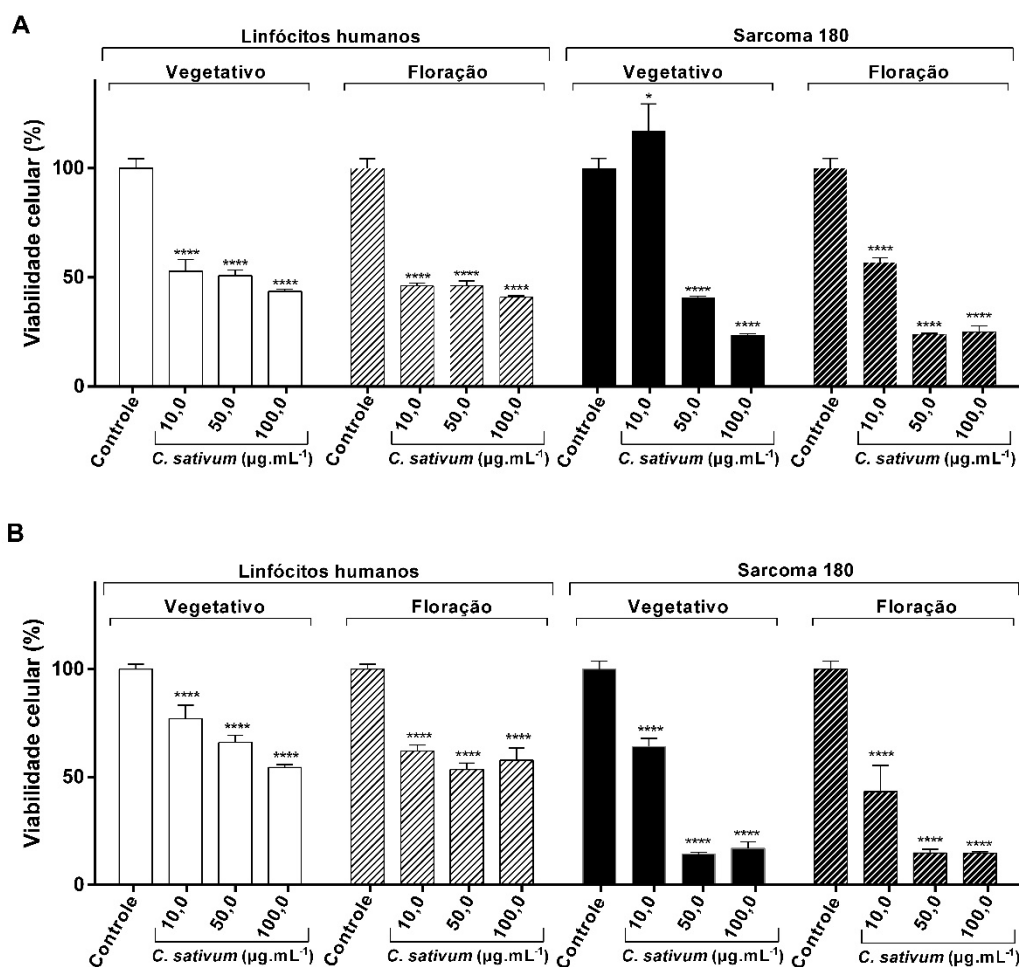 A
Linfócitos humanos Sarcoma 180
Vegetativo Floração Vegetativo Floração
Viabilidade celular (%)
100
50
0
**** **** **** **** **** **** * **** **** **** **** ****
Controle 10,0 50,0 100,0 Controle 10,0 50,0 100,0 Controle 10,0 50,0 100,0 Controle 10,0 50,0 100,0
C. sativum (µg.mL⁻¹) C. sativum (µg.mL⁻¹) C. sativum (µg.mL⁻¹) C. sativum (µg.mL⁻¹)
B
Linfócitos humanos Sarcoma 180
Vegetativo Floração Vegetativo Floração
Viabilidade celular (%)
100
50
0
**** **** **** **** **** **** **** **** **** **** **** ****
Controle 10,0 50,0 100,0 Controle 10,0 50,0 100,0 Controle 10,0 50,0 100,0 Controle 10,0 50,0 100,0
C. sativum (µg.mL⁻¹) C. sativum (µg.mL⁻¹) C. sativum (µg.mL⁻¹) C. sativum (µg.mL⁻¹)